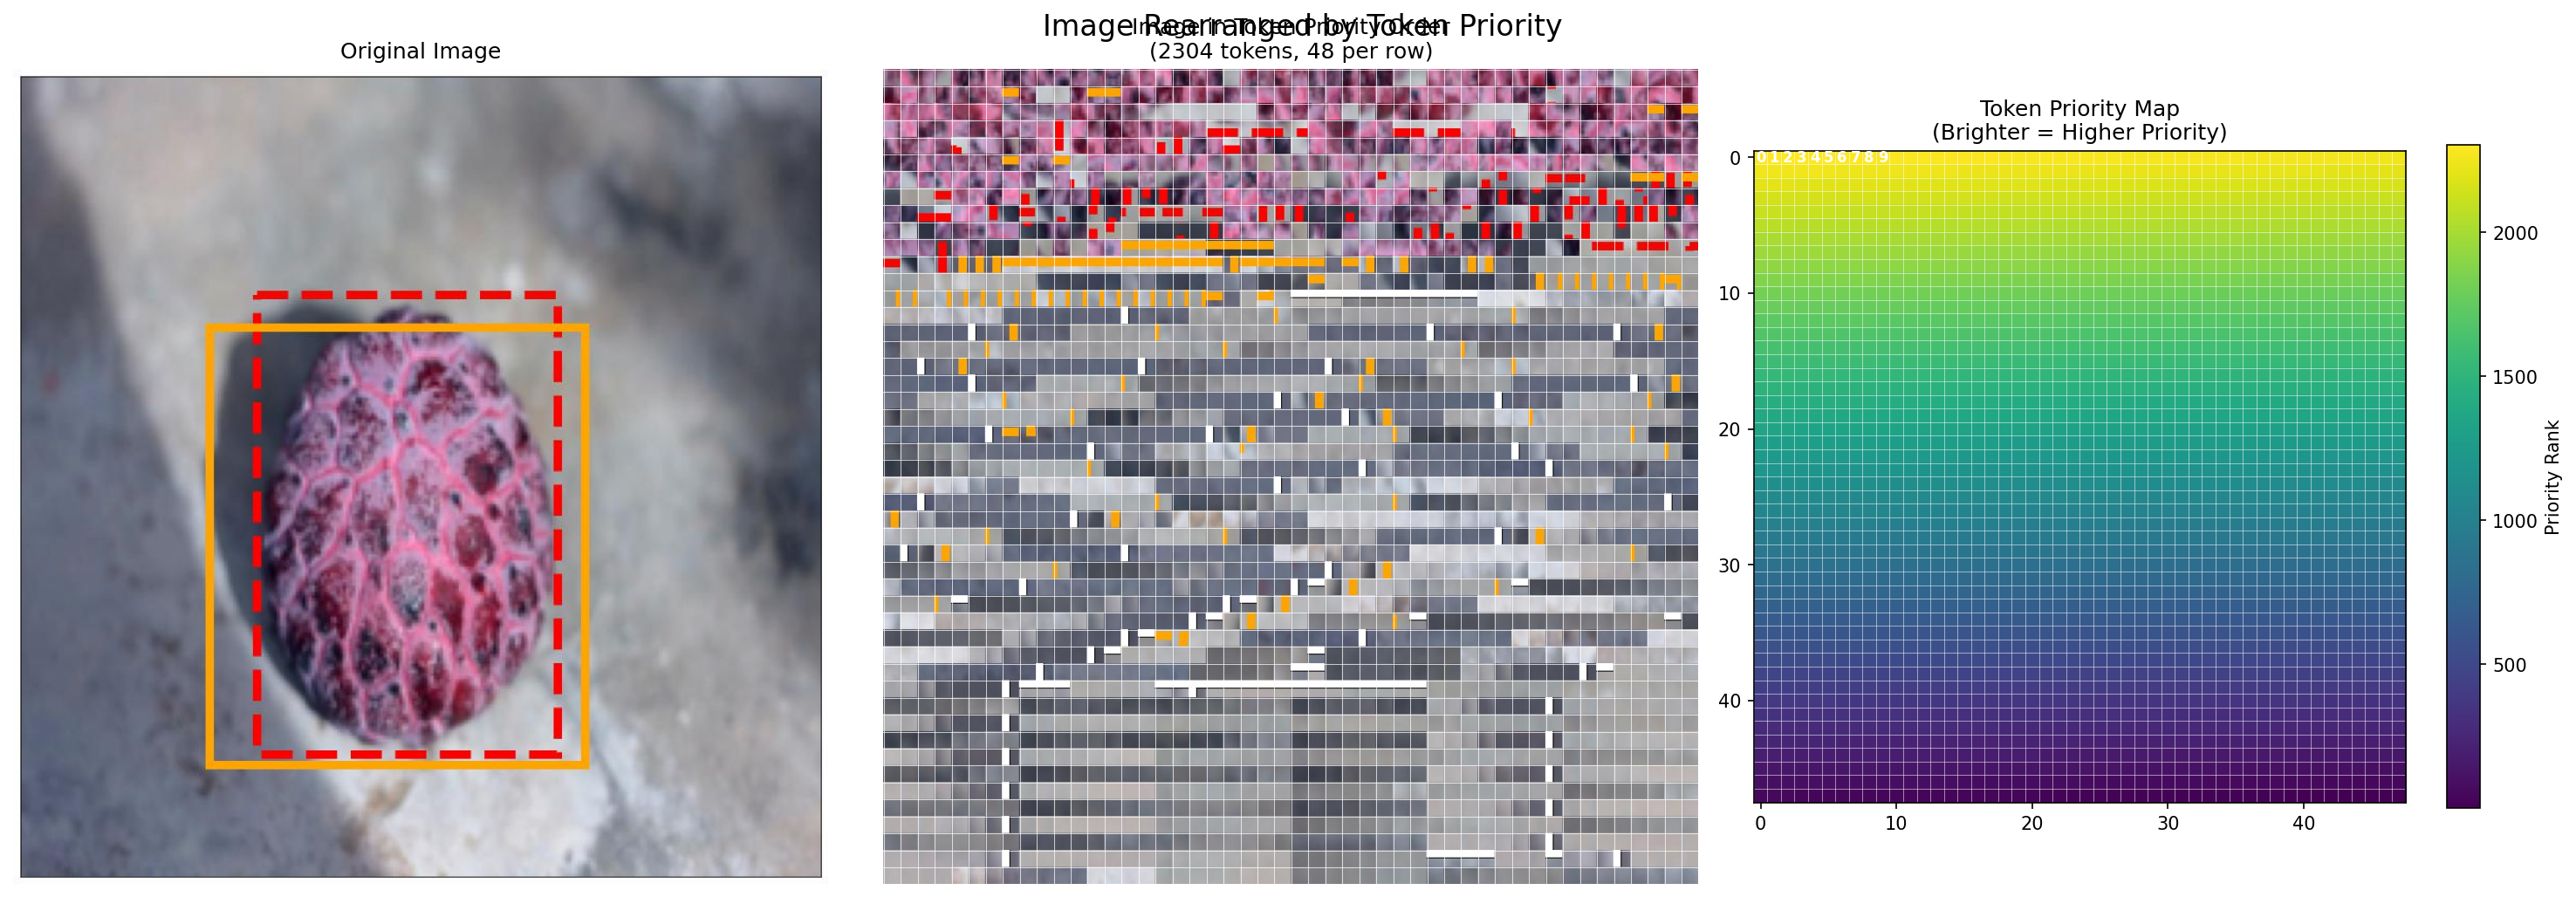 Image Rearranged by Token Priority
Original Image
Image in Token Priority Order
(2304 tokens, 48 per row)
Token Priority Map
(Brighter = Higher Priority)
0 1 2 3 4 5 6 7 8 9
0
10
20
30
40
0
10
20
30
40
2000
1500
1000
500
Priority Rank